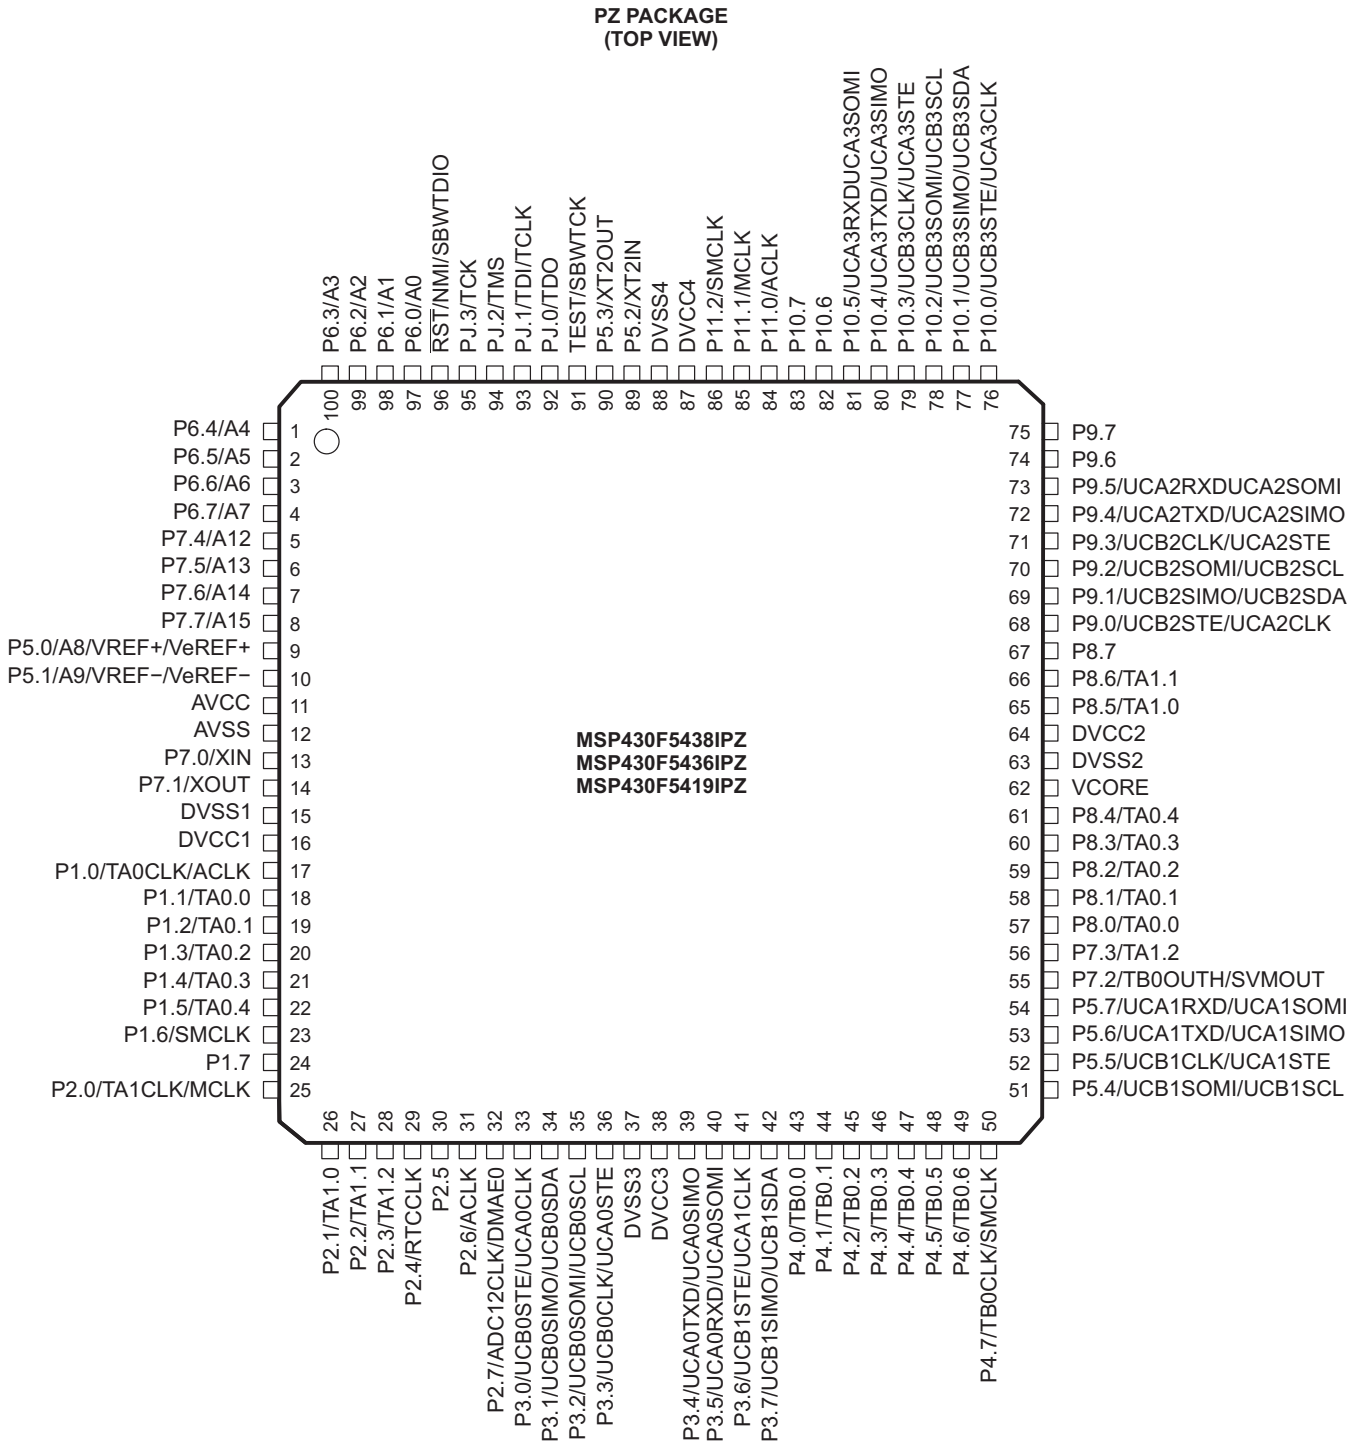 PZ PACKAGE
(TOP VIEW)
P6.3/A3
P6.2/A2
P6.1/A1
P6.0/A0
RST/NMI/SBWTDIO
PJ.3/TCK
PJ.2/TMS
PJ.1/TDI/TCLK
PJ.0/TDO
TEST/SBWTCK
P5.3/XT2OUT
P5.2/XT2IN
DVSS4
DVCC4
P11.2/SMCLK
P11.1/MCLK
P11.0/ACLK
P10.7
P10.6
P10.5/UCA3RXDUCA3SOMI
P10.4/UCA3TXD/UCA3SIMO
P10.3/UCB3CLK/UCA3STE
P10.2/UCB3SOMI/UCB3SCL
P10.1/UCB3SIMO/UCB3SDA
P10.0/UCB3STE/UCA3CLK
100
99
98
97
96
95
94
93
92
91
90
89
88
87
86
85
84
83
82
81
80
79
78
77
76
P6.4/A4 1
P6.5/A5 2
P6.6/A6 3
P6.7/A7 4
P7.4/A12 5
P7.5/A13 6
P7.6/A14 7
P7.7/A15 8
P5.0/A8/VREF+/VeREF+ 9
P5.1/A9/VREF−/VeREF− 10
AVCC 11
AVSS 12
P7.0/XIN 13
P7.1/XOUT 14
DVSS1 15
DVCC1 16
P1.0/TA0CLK/ACLK 17
P1.1/TA0.0 18
P1.2/TA0.1 19
P1.3/TA0.2 20
P1.4/TA0.3 21
P1.5/TA0.4 22
P1.6/SMCLK 23
P1.7 24
P2.0/TA1CLK/MCLK 25
MSP430F5438IPZ
MSP430F5436IPZ
MSP430F5419IPZ
75 P9.7
74 P9.6
73 P9.5/UCA2RXDUCA2SOMI
72 P9.4/UCA2TXD/UCA2SIMO
71 P9.3/UCB2CLK/UCA2STE
70 P9.2/UCB2SOMI/UCB2SCL
69 P9.1/UCB2SIMO/UCB2SDA
68 P9.0/UCB2STE/UCA2CLK
67 P8.7
66 P8.6/TA1.1
65 P8.5/TA1.0
64 DVCC2
63 DVSS2
62 VCORE
61 P8.4/TA0.4
60 P8.3/TA0.3
59 P8.2/TA0.2
58 P8.1/TA0.1
57 P8.0/TA0.0
56 P7.3/TA1.2
55 P7.2/TB0OUTH/SVMOUT
54 P5.7/UCA1RXD/UCA1SOMI
53 P5.6/UCA1TXD/UCA1SIMO
52 P5.5/UCB1CLK/UCA1STE
51 P5.4/UCB1SOMI/UCB1SCL
26
27
28
29
30
31
32
33
34
35
36
37
38
39
40
41
42
43
44
45
46
47
48
49
50
P2.1/TA1.0
P2.2/TA1.1
P2.3/TA1.2
P2.4/RTCCLK
P2.5
P2.6/ACLK
P2.7/ADC12CLK/DMAE0
P3.0/UCB0STE/UCA0CLK
P3.1/UCB0SIMO/UCB0SDA
P3.2/UCB0SOMI/UCB0SCL
P3.3/UCB0CLK/UCA0STE
DVSS3
DVCC3
P3.4/UCA0TXD/UCA0SIMO
P3.5/UCA0RXD/UCA0SOMI
P3.6/UCB1STE/UCA1CLK
P3.7/UCB1SIMO/UCB1SDA
P4.0/TB0.0
P4.1/TB0.1
P4.2/TB0.2
P4.3/TB0.3
P4.4/TB0.4
P4.5/TB0.5
P4.6/TB0.6
P4.7/TB0CLK/SMCLK